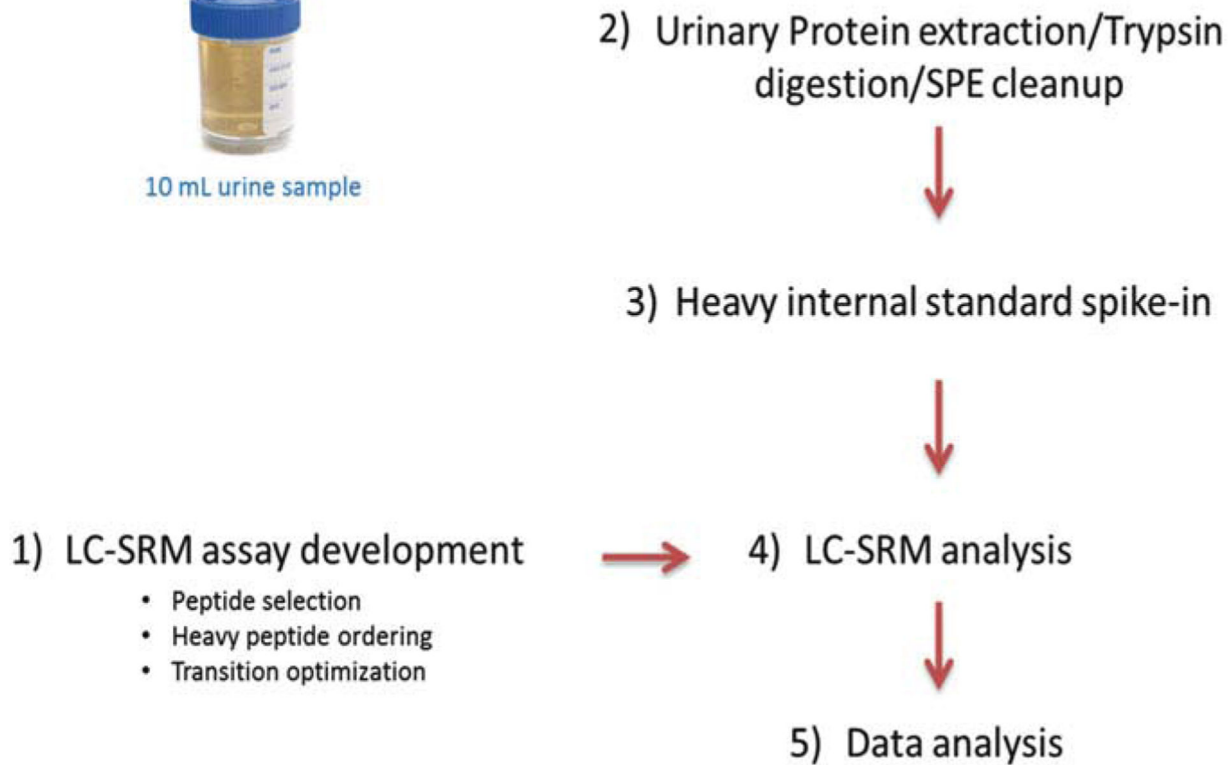 10 mL urine sample
2) Urinary Protein extraction/Trypsin
digestion/SPE cleanup
3) Heavy internal standard spike-in
1) LC-SRM assay development
• Peptide selection
• Heavy peptide ordering
• Transition optimization
4) LC-SRM analysis
5) Data analysis